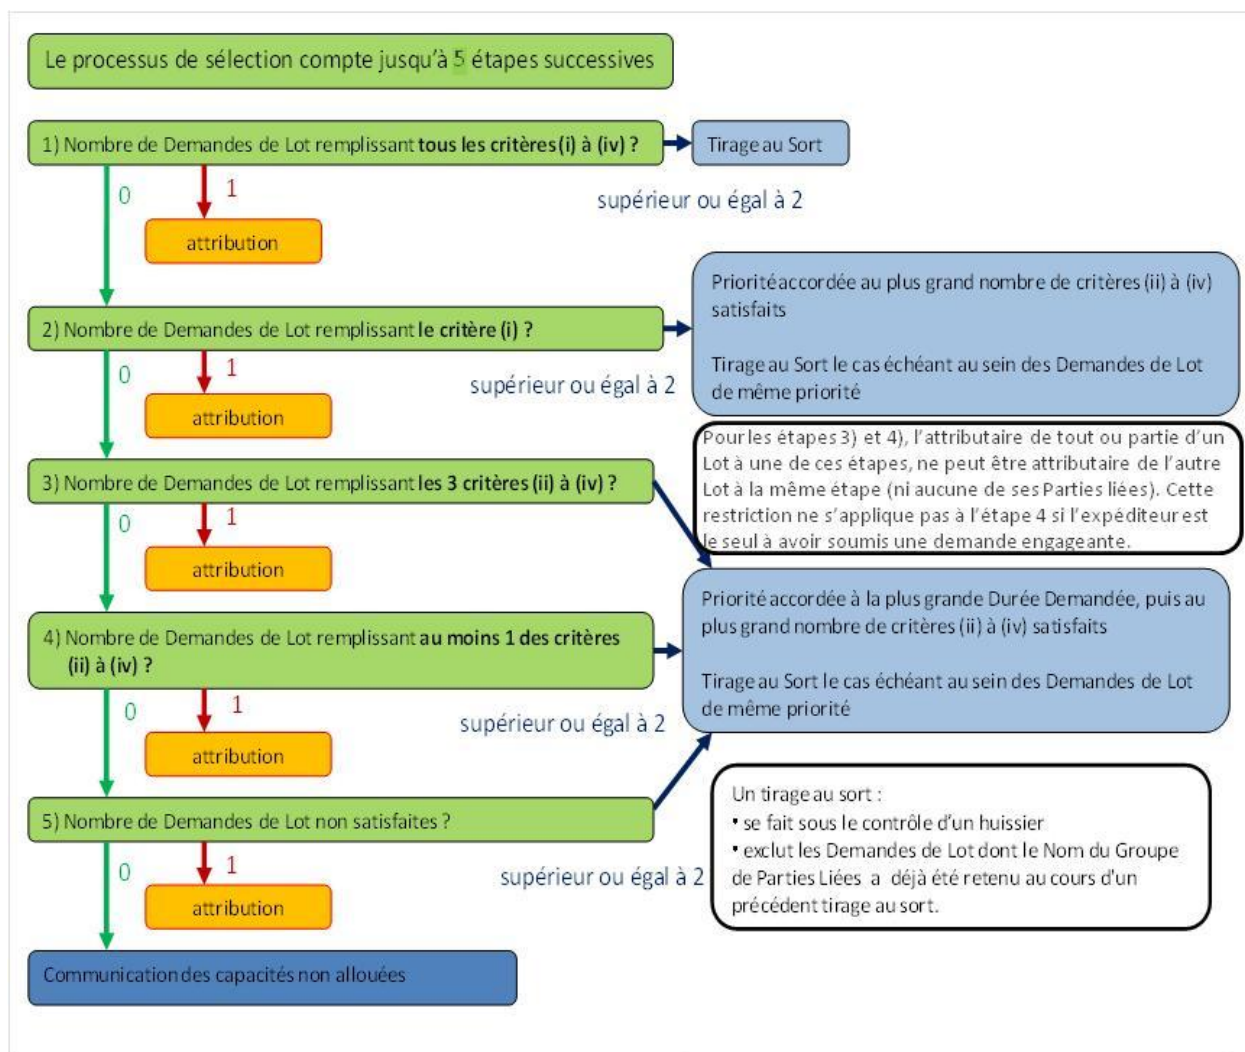 Le processus de sélection compte jusqu'à 5 étapes successives
1) Nombre de Demandes de Lot remplissant tous les critères (i) à (iv) ?
Tirage au Sort
0
1
supérieur ou égal à 2
attribution
Priorité accordée au plus grand nombre de critères (ii) à (iv)
satisfaits
Tirage au Sort le cas échéant au sein des Demandes de Lot
de même priorité
2) Nombre de Demandes de Lot remplissant le critère (i) ?
0
1
supérieur ou égal à 2
attribution
Pour les étapes 3) et 4), l'attributaire de tout ou partie d'un
Lot à une de ces étapes, ne peut être attributaire de l'autre
Lot à la même étape (ni aucune de ses Parties liées). Cette
restriction ne s'applique pas à l'étape 4 si l'expéditeur est
le seul à avoir soumis une demande engageante.
3) Nombre de Demandes de Lot remplissant les 3 critères (ii) à (iv) ?
0
1
attribution
Priorité accordée à la plus grande Durée Demandée, puis au
plus grand nombre de critères (ii) à (iv) satisfaits
Tirage au Sort le cas échéant au sein des Demandes de Lot
de même priorité
4) Nombre de Demandes de Lot remplissant au moins 1 des critères
(ii) à (iv) ?
0
1
supérieur ou égal à 2
attribution
5) Nombre de Demandes de Lot non satisfaites ?
0
1
supérieur ou égal à 2
attribution
Un tirage au sort :
• se fait sous le contrôle d'un huissier
• exclut les Demandes de Lot dont le Nom du Groupe
de Parties Liées a déjà été retenu au cours d'un
précédent tirage au sort.
Communication des capacités non allouées